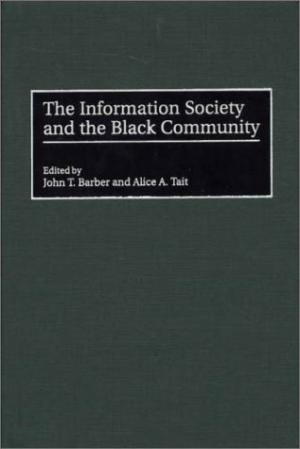 The Information Society
and the Black Community
Edited by
John T. Barber and Alice A. Tait